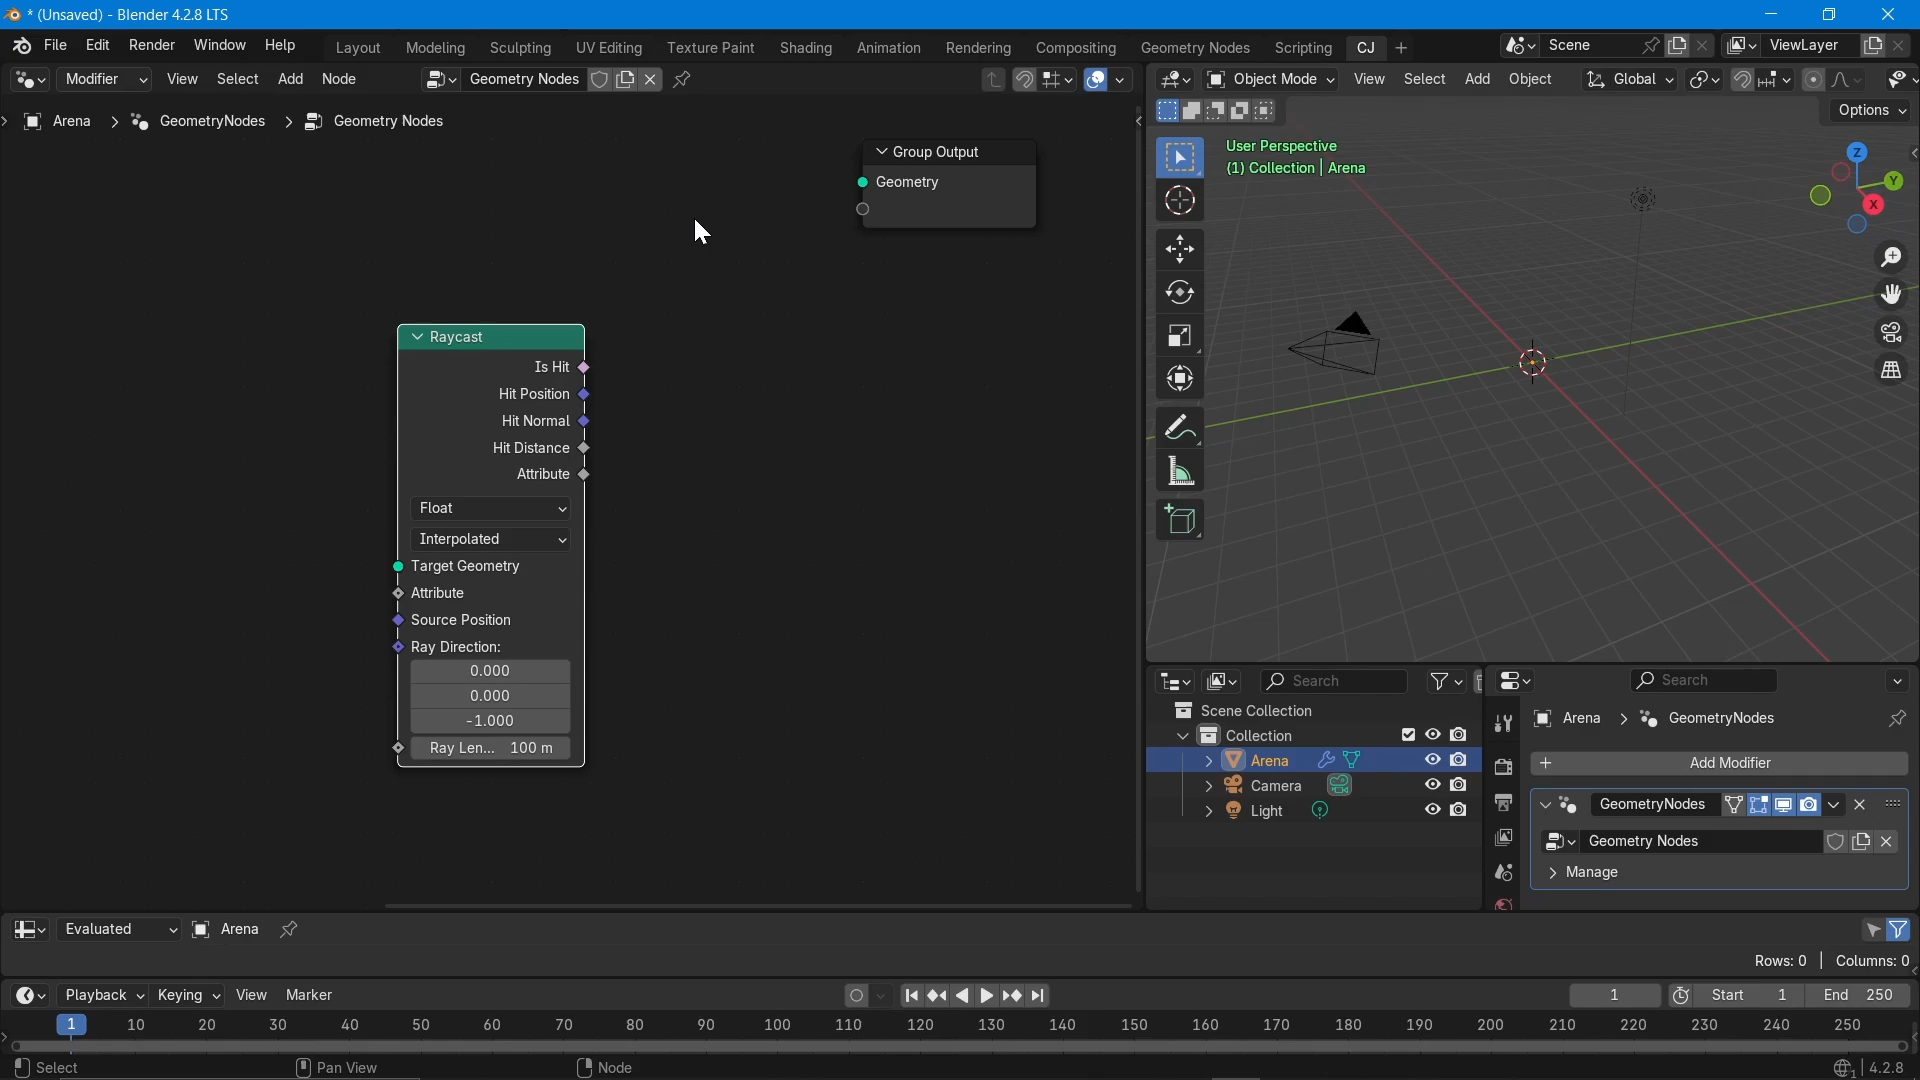 * (Unsaved) - Blender 4.2.8 LTS
File Edit Render Window Help Layout Modeling Sculpting UV Editing Texture Paint Shading Animation Rendering Compositing Geometry Nodes Scripting CJ + Scene ViewLayer
Modifier View Select Add Node Geometry Nodes
Object Mode View Select Add Object Global
Options
Arena > GeometryNodes > Geometry Nodes
Group Output
Geometry
User Perspective
(1) Collection | Arena
Z
Y
X
Raycast
Is Hit
Hit Position
Hit Normal
Hit Distance
Attribute
Float
Interpolated
Target Geometry
Attribute
Source Position
Ray Direction:
0.000
0.000
-1.000
Ray Len... 100 m
Search
Scene Collection
Collection
Arena
Camera
Light
Search
Arena > GeometryNodes
+ Add Modifier
GeometryNodes
Geometry Nodes
Manage
Evaluated Arena
Rows: 0 | Columns: 0
Playback Keying View Marker 1 Start 1 End 250
1 10 20 30 40 50 60 70 80 90 100 110 120 130 140 150 160 170 180 190 200 210 220 230 240 250
Select Pan View Node 1 | 4.2.8